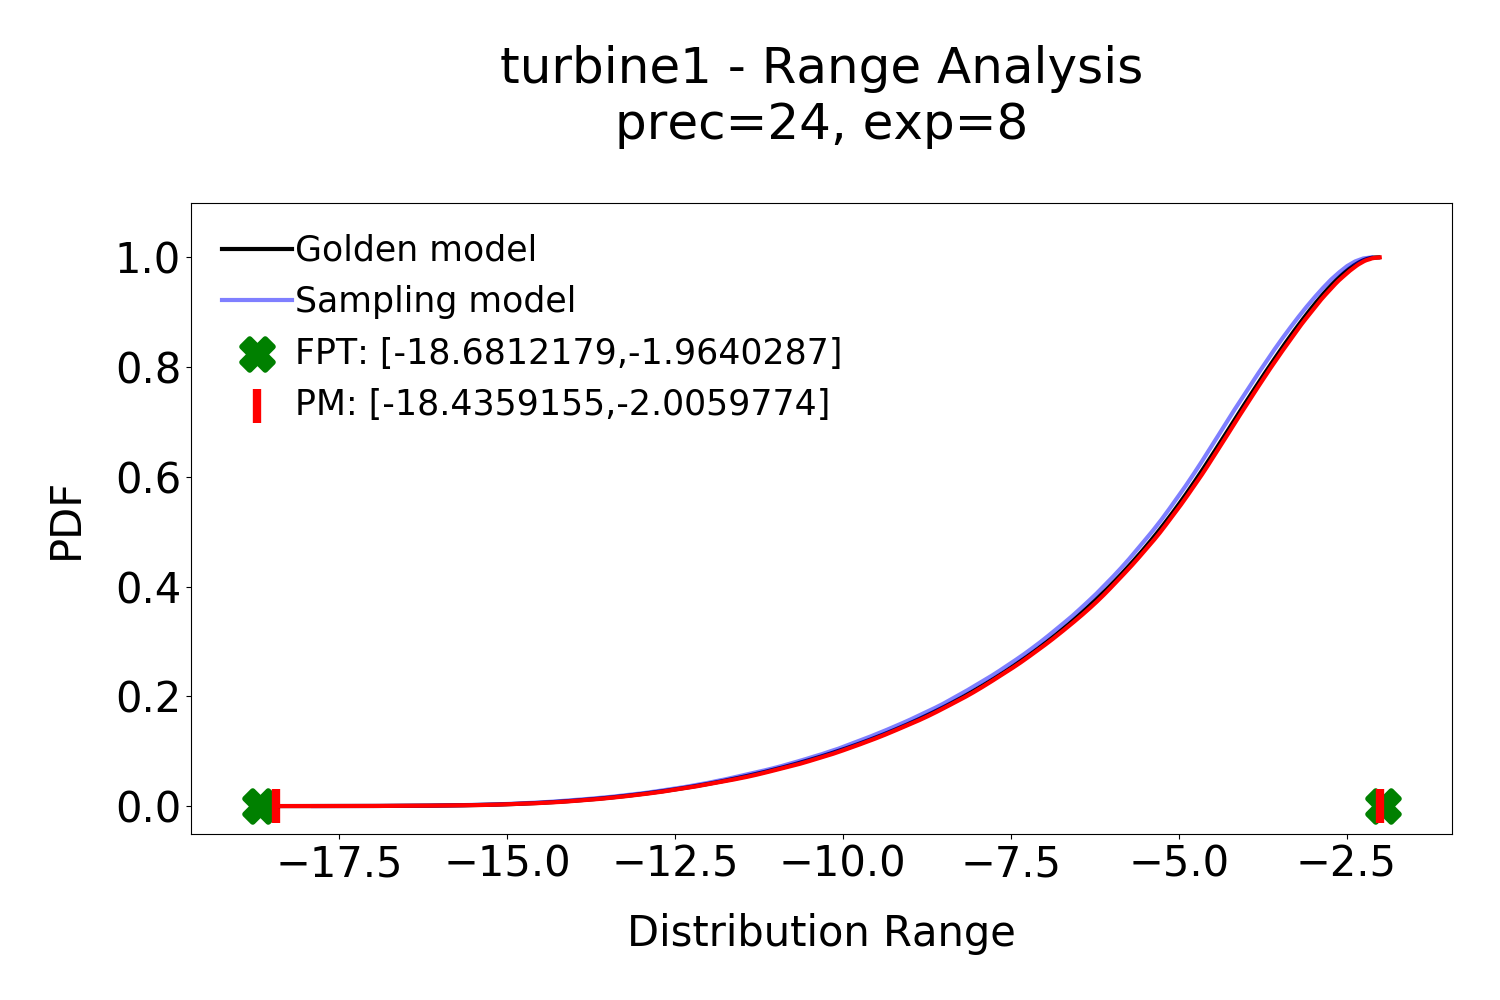 turbine1 - Range Analysis
prec=24, exp=8
Golden model
Sampling model
FPT: [-18.6812179,-1.9640287]
PM: [-18.4359155,-2.0059774]
PDF
1.0
0.8
0.6
0.4
0.2
0.0
−17.5 −15.0 −12.5 −10.0 −7.5 −5.0 −2.5
Distribution Range